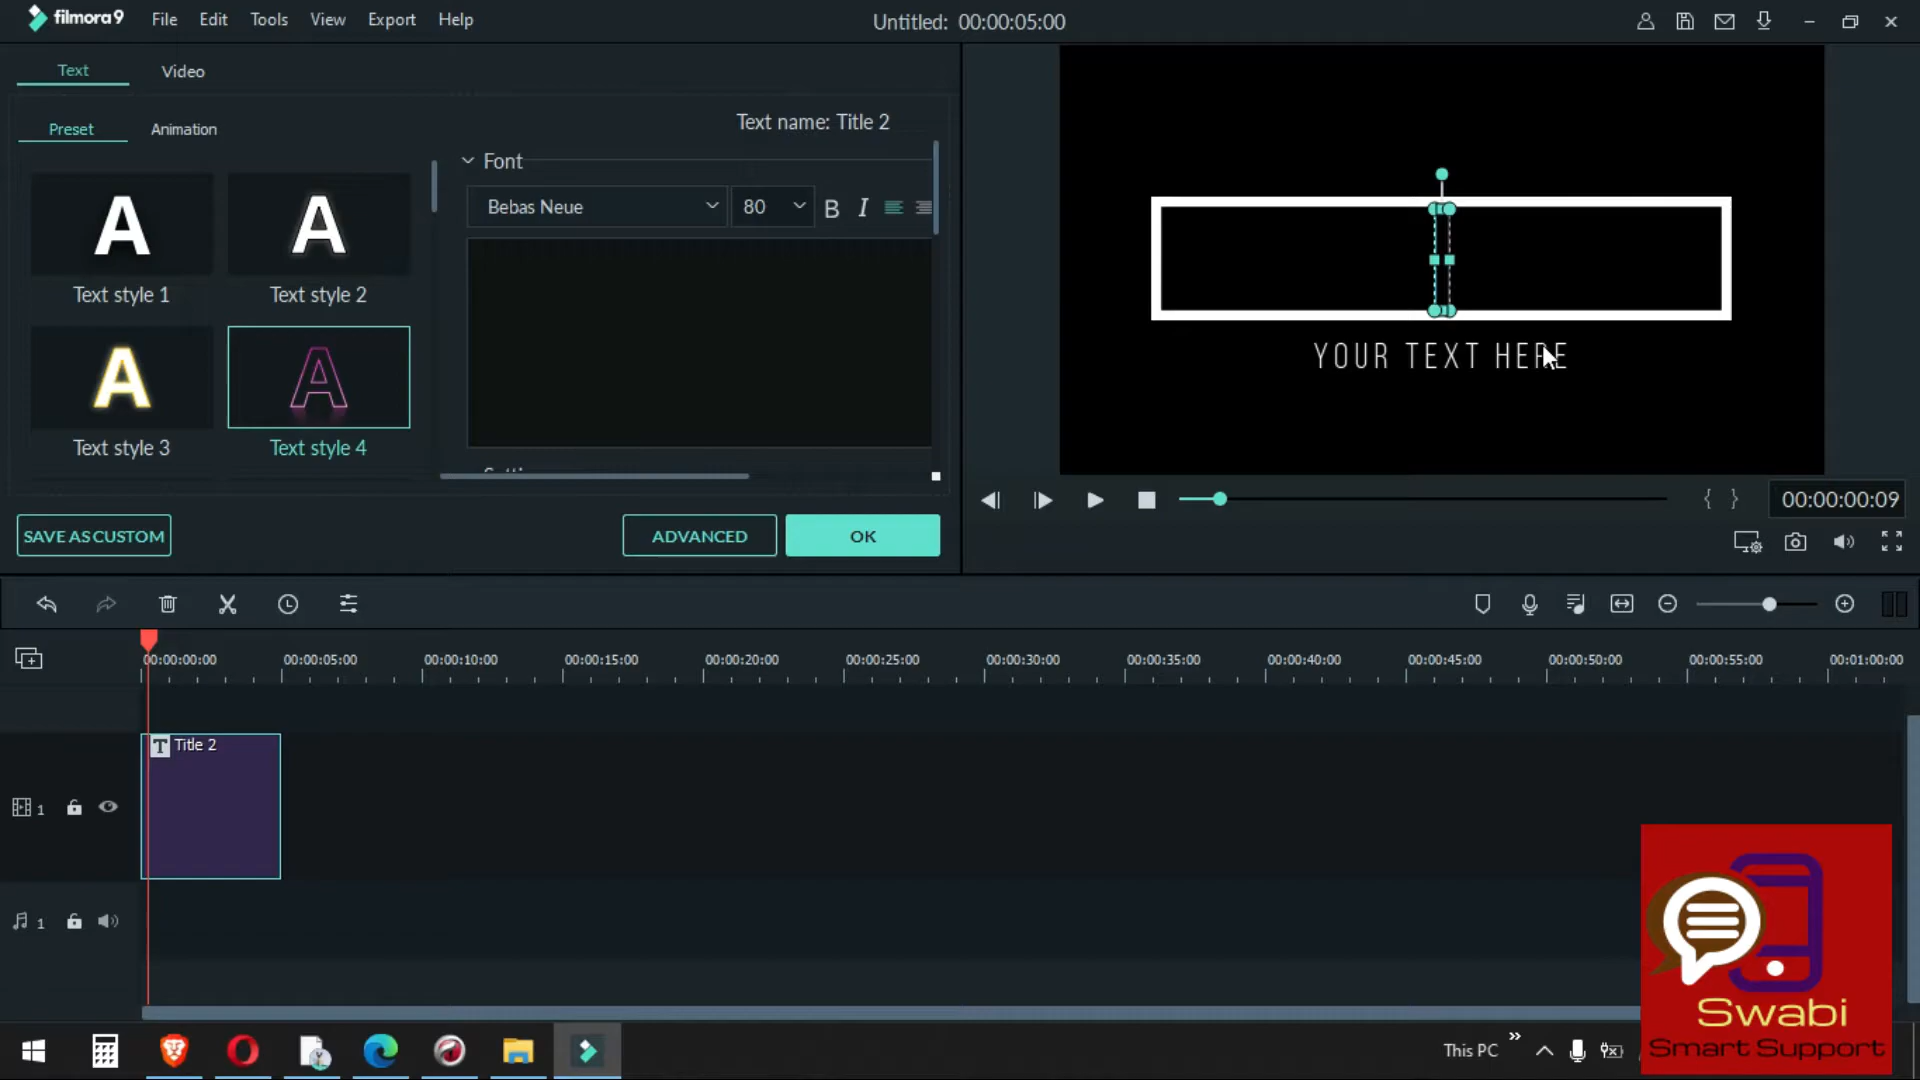 filmora9 File Edit Tools View Export Help Untitled: 00:00:05:00
Text Video
Preset Animation Text name: Title 2
Font
Bebas Neue 80 B I
A A
Text style 1 Text style 2
A A
Text style 3 Text style 4
YOUR TEXT HERE
{ } 00:00:00:09
SAVE AS CUSTOM ADVANCED OK
00:00:00:00 00:00:05:00 00:00:10:00 00:00:15:00 00:00:20:00 00:00:25:00 00:00:30:00 00:00:35:00 00:00:40:00 00:00:45:00 00:00:50:00 00:00:55:00 00:01:00:00
T Title 2
1
1
Swabi
Smart Support
This PC